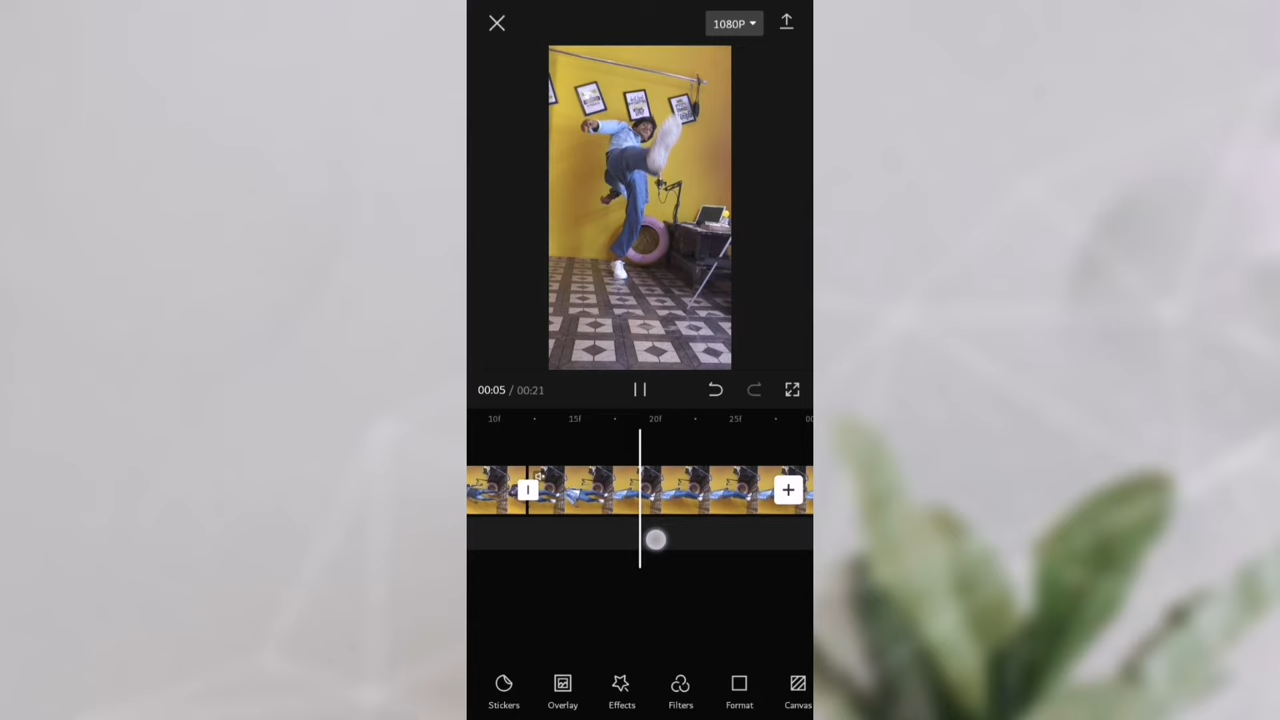 1080P
00:05 / 00:21
10f 15f 20f 25f
Stickers Overlay Effects Filters Format Canvas